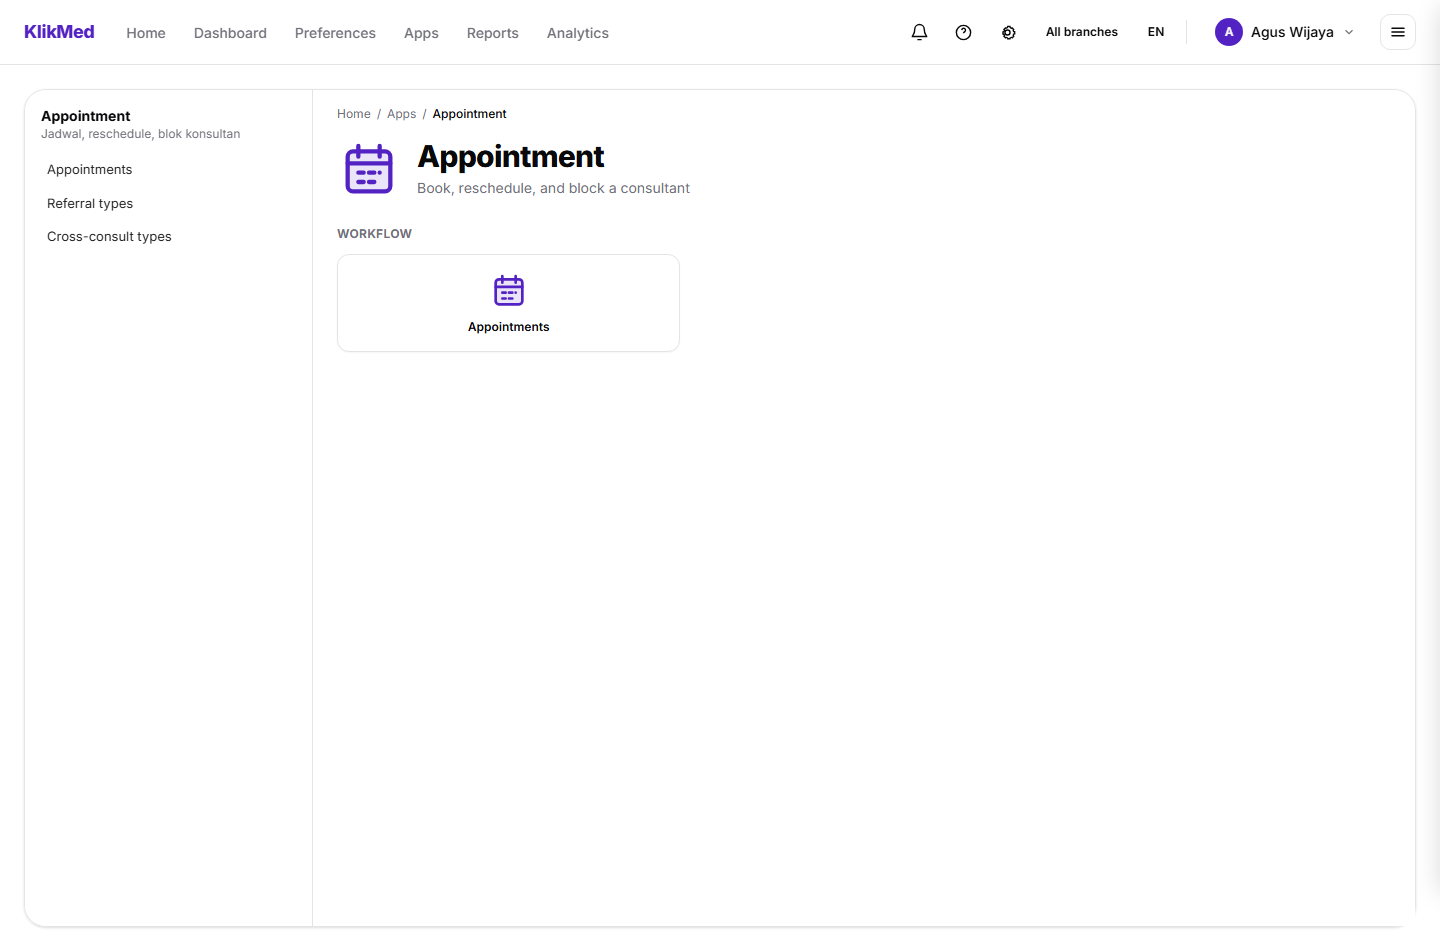 KlikMed
Home
Dashboard
Preferences
Apps
Reports
Analytics
All branches
EN
A
Agus Wijaya
Appointment
Jadwal, reschedule, blok konsultan
Appointments
Referral types
Cross-consult types
Home / Apps / Appointment
Appointment
Book, reschedule, and block a consultant
WORKFLOW
Appointments